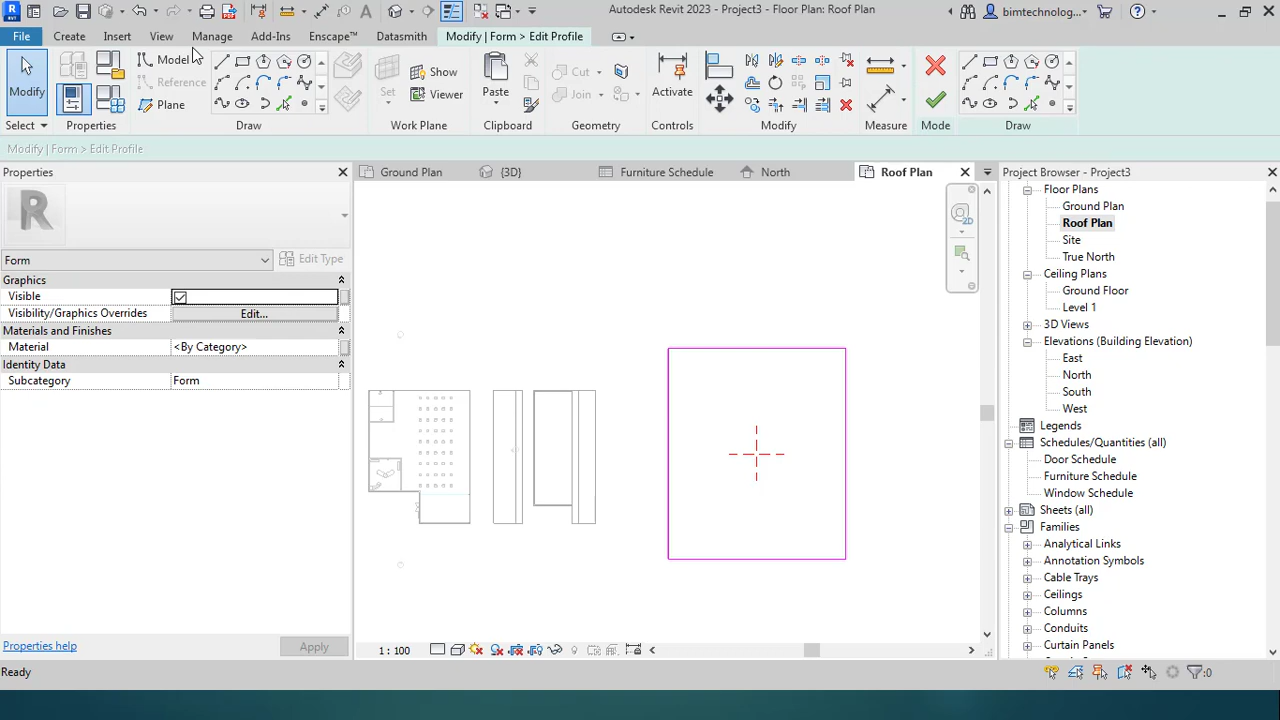 Autodesk Revit 2023 - Project3 - Floor Plan: Roof Plan
bimtechnolog...
File Create Insert View Manage Add-Ins Enscape™ Datasmith Modify | Form > Edit Profile
Modify
Select
Properties
Model
Reference
Plane
Draw
Set
Show
Viewer
Work Plane
Paste
Clipboard
Cut
Join
Geometry
Activate
Controls
Modify
Measure
Mode
Draw
Modify | Form > Edit Profile
Properties
Ground Plan
{3D}
Furniture Schedule
North
Roof Plan
Project Browser - Project3
Form
Edit Type
Graphics
Visible
Visibility/Graphics Overrides Edit...
Materials and Finishes
Material <By Category>
Identity Data
Subcategory Form
Properties help
Apply
2D
1 : 100
Floor Plans
Ground Plan
Roof Plan
Site
True North
Ceiling Plans
Ground Floor
Level 1
3D Views
Elevations (Building Elevation)
East
North
South
West
Legends
Schedules/Quantities (all)
Door Schedule
Furniture Schedule
Window Schedule
Sheets (all)
Families
Analytical Links
Annotation Symbols
Cable Trays
Ceilings
Columns
Conduits
Curtain Panels
Ready
:0